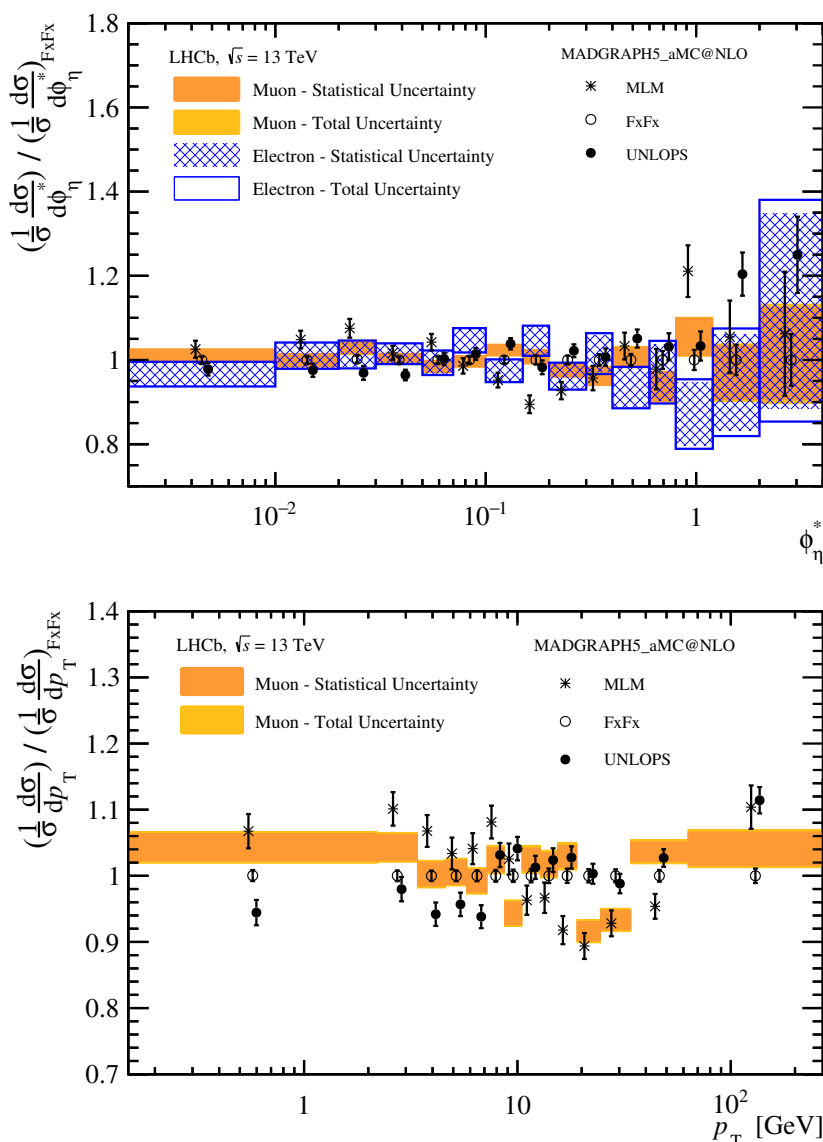 LHCb, √s = 13 TeV
Muon - Statistical Uncertainty
Muon - Total Uncertainty
Electron - Statistical Uncertainty
Electron - Total Uncertainty
MADGRAPH5_aMC@NLO
MLM
FxFx
UNLOPS
(1/σ dσ/dϕ*η) / (1/σ dσ/dϕ*η)FxFx
1.8
1.6
1.4
1.2
1.0
0.8
10⁻² 10⁻¹ 1
ϕ*η
LHCb, √s = 13 TeV
Muon - Statistical Uncertainty
Muon - Total Uncertainty
MADGRAPH5_aMC@NLO
MLM
FxFx
UNLOPS
(1/σ dσ/dpT) / (1/σ dσ/dpT)FxFx
1.4
1.3
1.2
1.1
1
0.9
0.8
0.7
1 10 10²
pT [GeV]